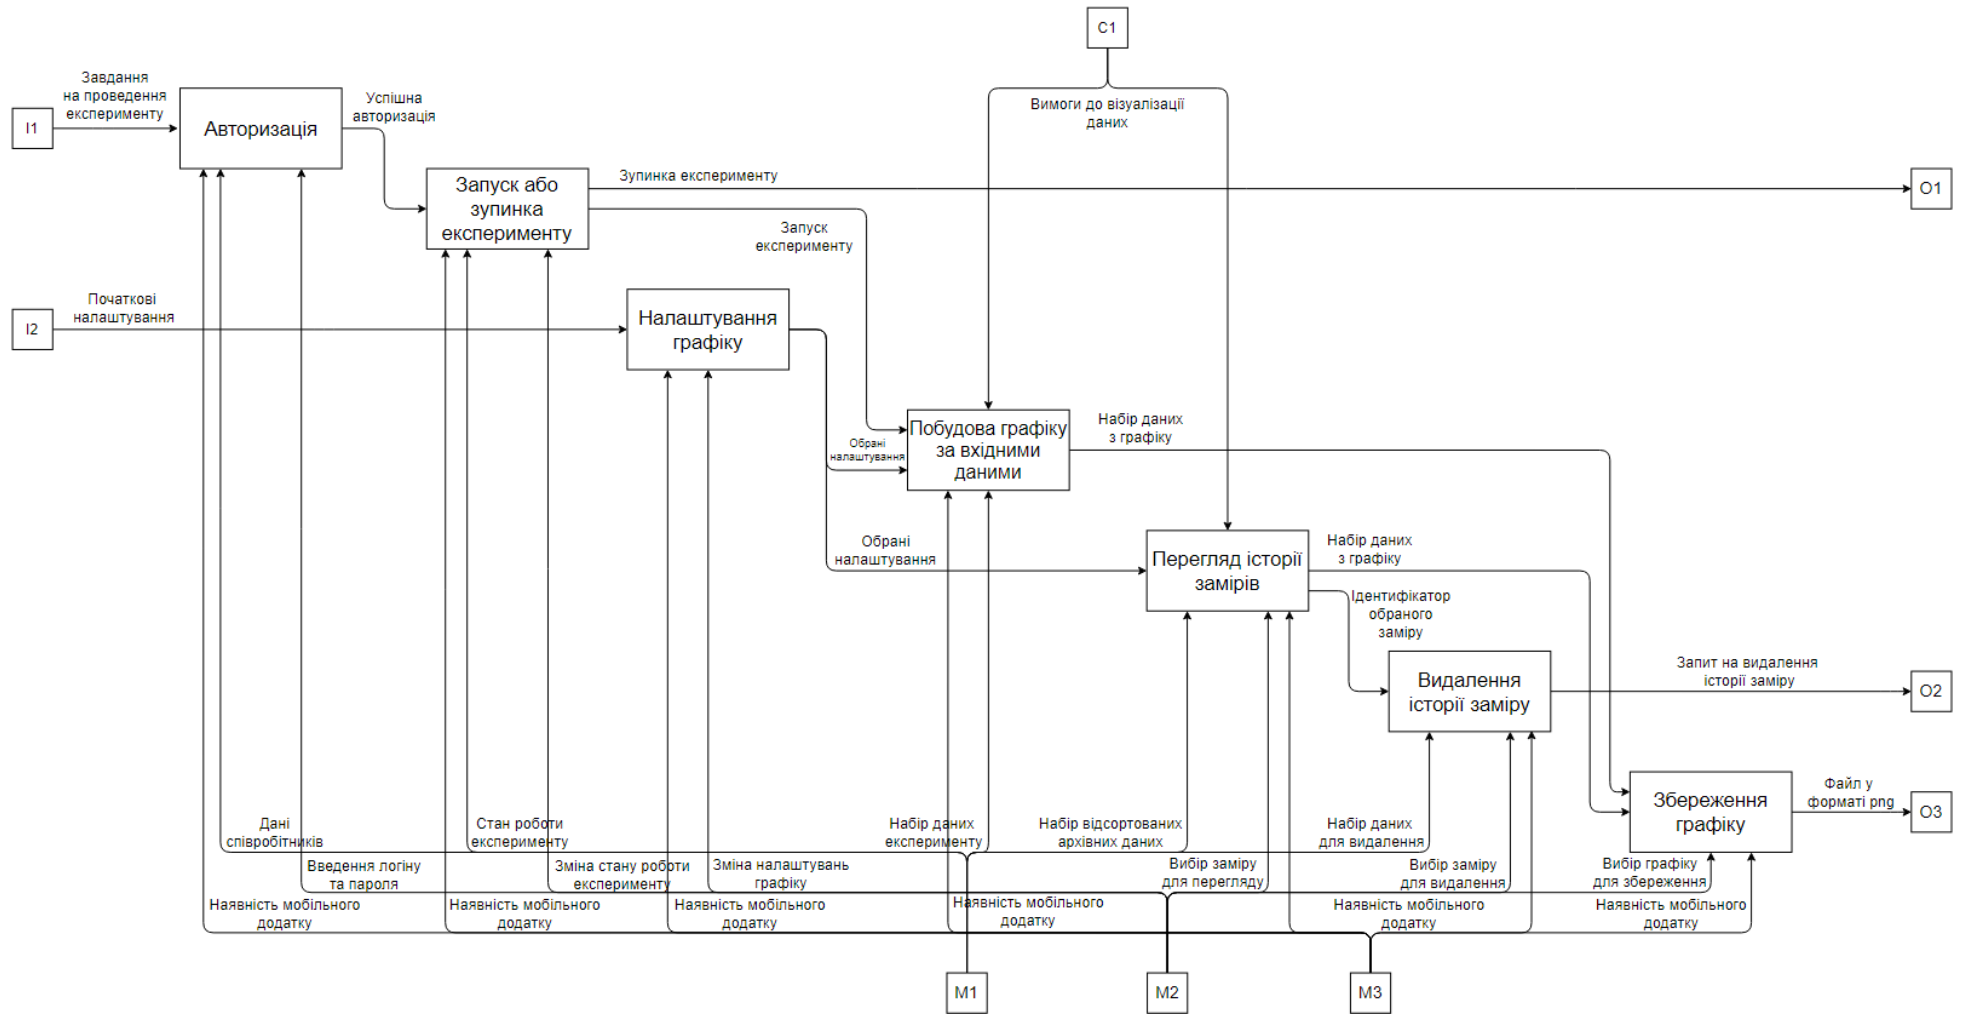 C1
Завдання
на проведення
експерименту
I1
Авторизація
Успішна
авторизація
Вимоги до візуалізації
даних
Запуск або
зупинка
експерименту
Зупинка експерименту
O1
Запуск
експерименту
Початкові
налаштування
I2
Налаштування
графіку
Обрані
налаштування
Побудова графіку
за вхідними
даними
Набір даних
з графіку
Обрані
налаштування
Перегляд історії
замірів
Набір даних
з графіку
Ідентифікатор
обраного
заміру
Видалення
історії заміру
Запит на видалення
історії заміру
O2
Збереження
графіку
Файл у
форматі png
O3
Дані
співробітників
Стан роботи
експерименту
Набір даних
експерименту
Набір відсортованих
архівних даних
Набір даних
для видалення
Введення логіну
та пароля
Зміна стану роботи
експерименту
Зміна налаштувань
графіку
Вибір заміру
для перегляду
Вибір заміру
для видалення
Вибір графіку
для збереження
Наявність мобільного
додатку
Наявність мобільного
додатку
Наявність мобільного
додатку
Наявність мобільного
додатку
Наявність мобільного
додатку
Наявність мобільного
додатку
M1
M2
M3